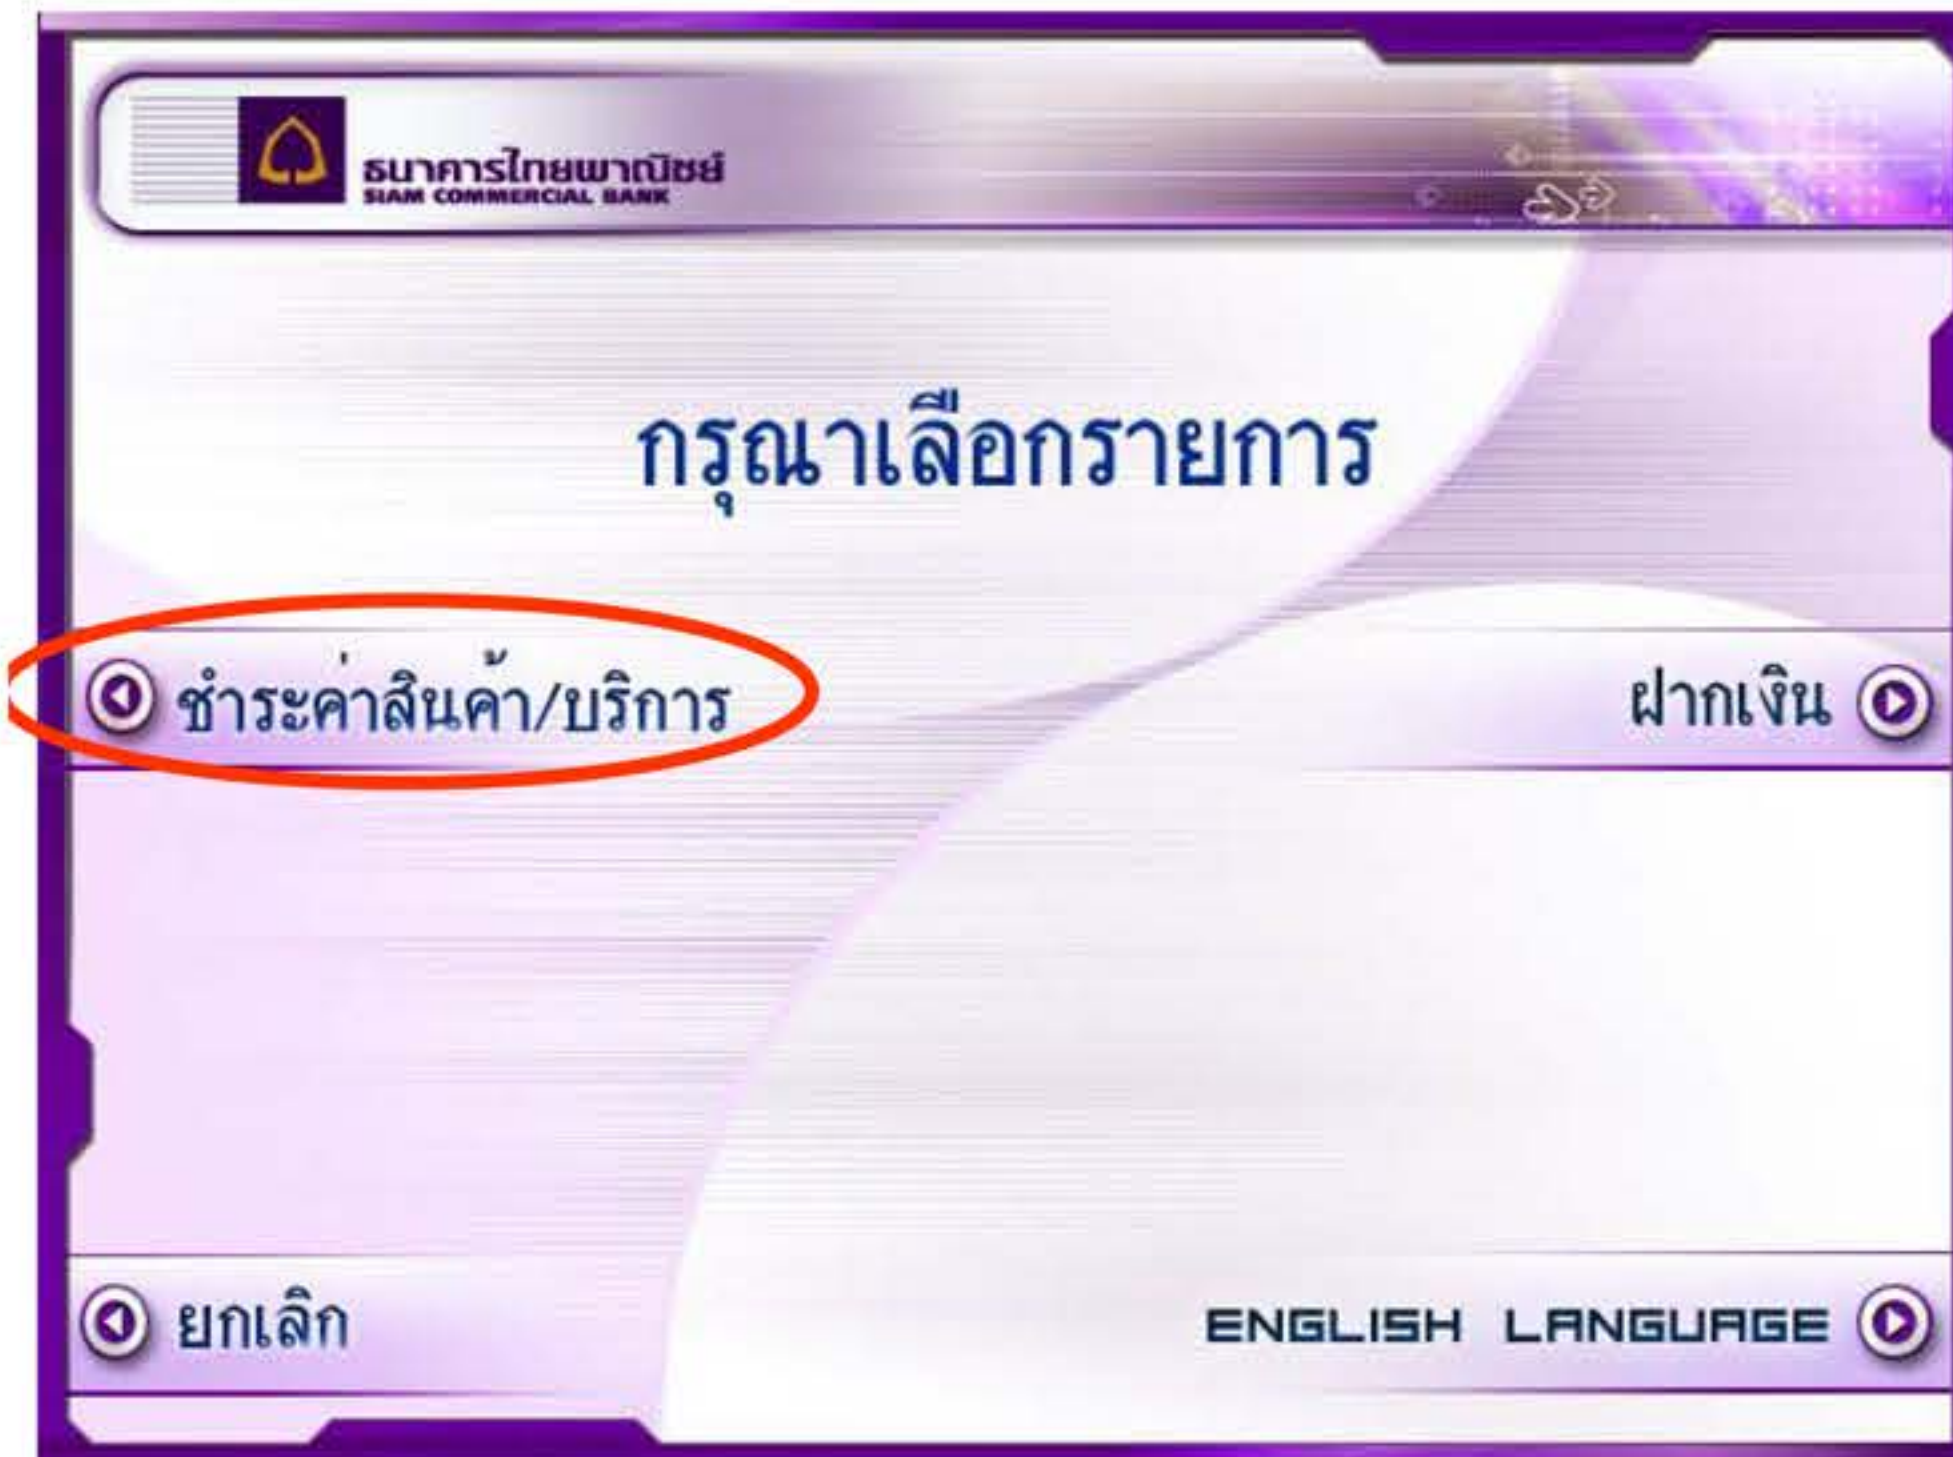 ธนาคารไทยพาณิชย์
SIAM COMMERCIAL BANK
กรุณาเลือกรายการ
ชำระค่าสินค้า/บริการ
ฝากเงิน
ยกเลิก
ENGLISH LANGUAGE